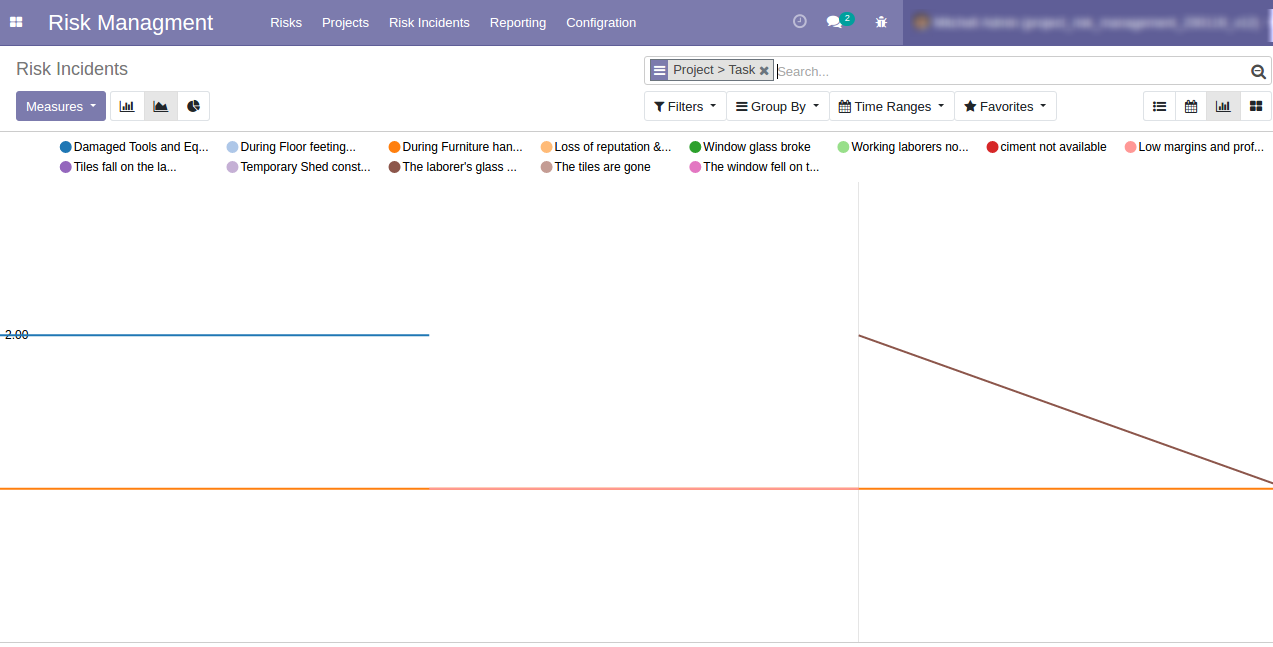 Risk Managment Risks Projects Risk Incidents Reporting Configration 2
Risk Incidents
Project > Task Search...
Measures Filters Group By Time Ranges Favorites
Damaged Tools and Eq... During Floor feeting... During Furniture han... Loss of reputation &... Window glass broke Working laborers no... ciment not available Low margins and prof...
Tiles fall on the la... Temporary Shed const... The laborer's glass ... The tiles are gone The window fell on t...
2.00